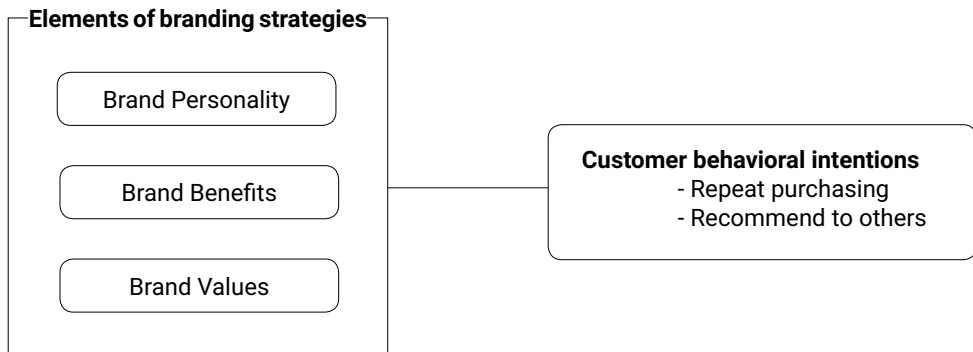 Elements of branding strategies
Brand Personality
Brand Benefits
Brand Values
Customer behavioral intentions
- Repeat purchasing
- Recommend to others